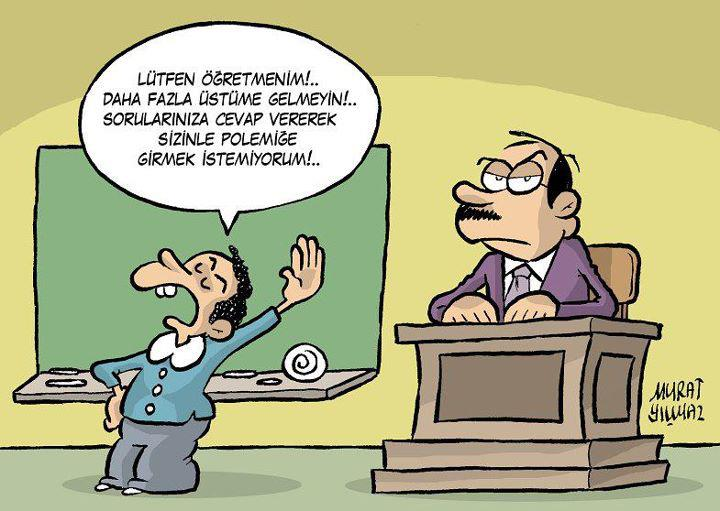 LÜTFEN ÖĞRETMENİM!..
DAHA FAZLA ÜSTÜME GELMEYİN!..
SORULARINIZA CEVAP VEREREK
SİZİNLE POLEMİĞE
GİRMEK İSTEMİYORUM!..
MURAT
YILMAZ